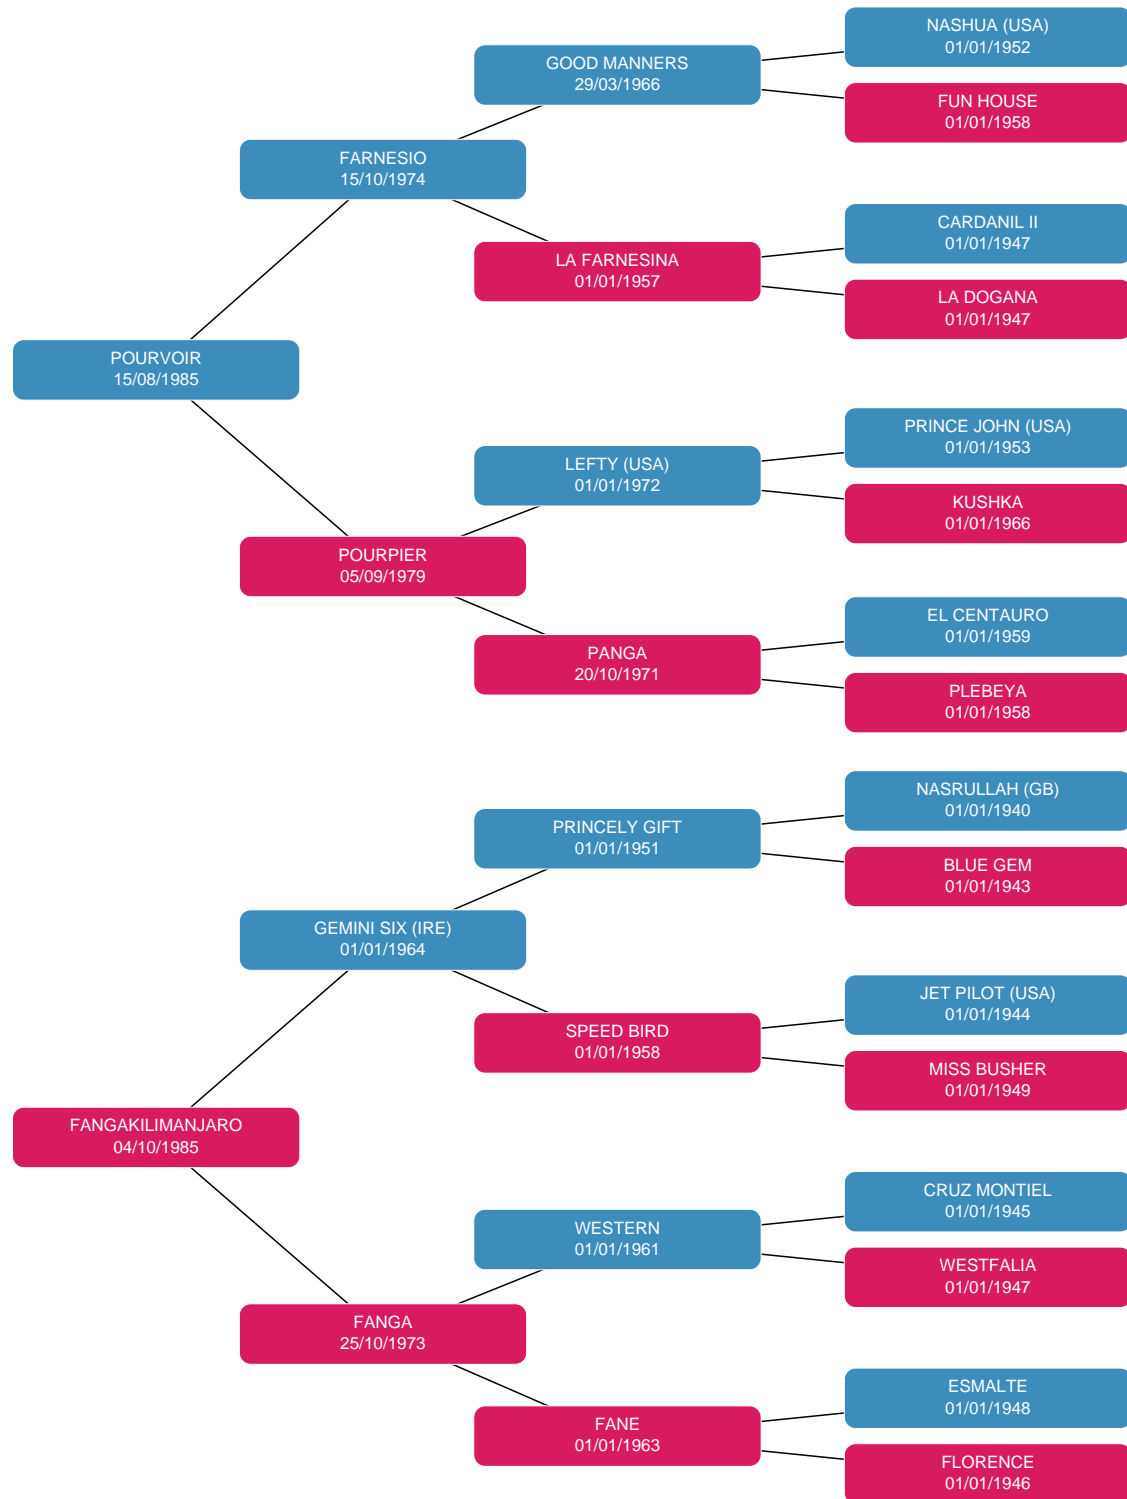 NASHUA (USA)
01/01/1952
GOOD MANNERS
29/03/1966
FUN HOUSE
01/01/1958
FARNESIO
15/10/1974
CARDANIL II
01/01/1947
LA FARNESINA
01/01/1957
LA DOGANA
01/01/1947
POURVOIR
15/08/1985
PRINCE JOHN (USA)
01/01/1953
LEFTY (USA)
01/01/1972
KUSHKA
01/01/1966
POURPIER
05/09/1979
EL CENTAURO
01/01/1959
PANGA
20/10/1971
PLEBEYA
01/01/1958
NASRULLAH (GB)
01/01/1940
PRINCELY GIFT
01/01/1951
BLUE GEM
01/01/1943
GEMINI SIX (IRE)
01/01/1964
JET PILOT (USA)
01/01/1944
SPEED BIRD
01/01/1958
MISS BUSHER
01/01/1949
FANGAKILIMANJARO
04/10/1985
CRUZ MONTIEL
01/01/1945
WESTERN
01/01/1961
WESTFALIA
01/01/1947
FANGA
25/10/1973
ESMALTE
01/01/1948
FANE
01/01/1963
FLORENCE
01/01/1946